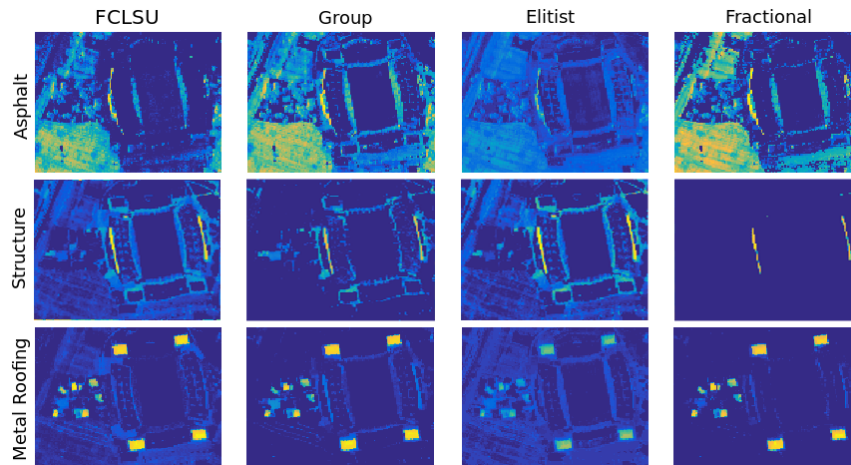 FCLSU Group Elitist Fractional
Asphalt
Structure
Metal Roofing